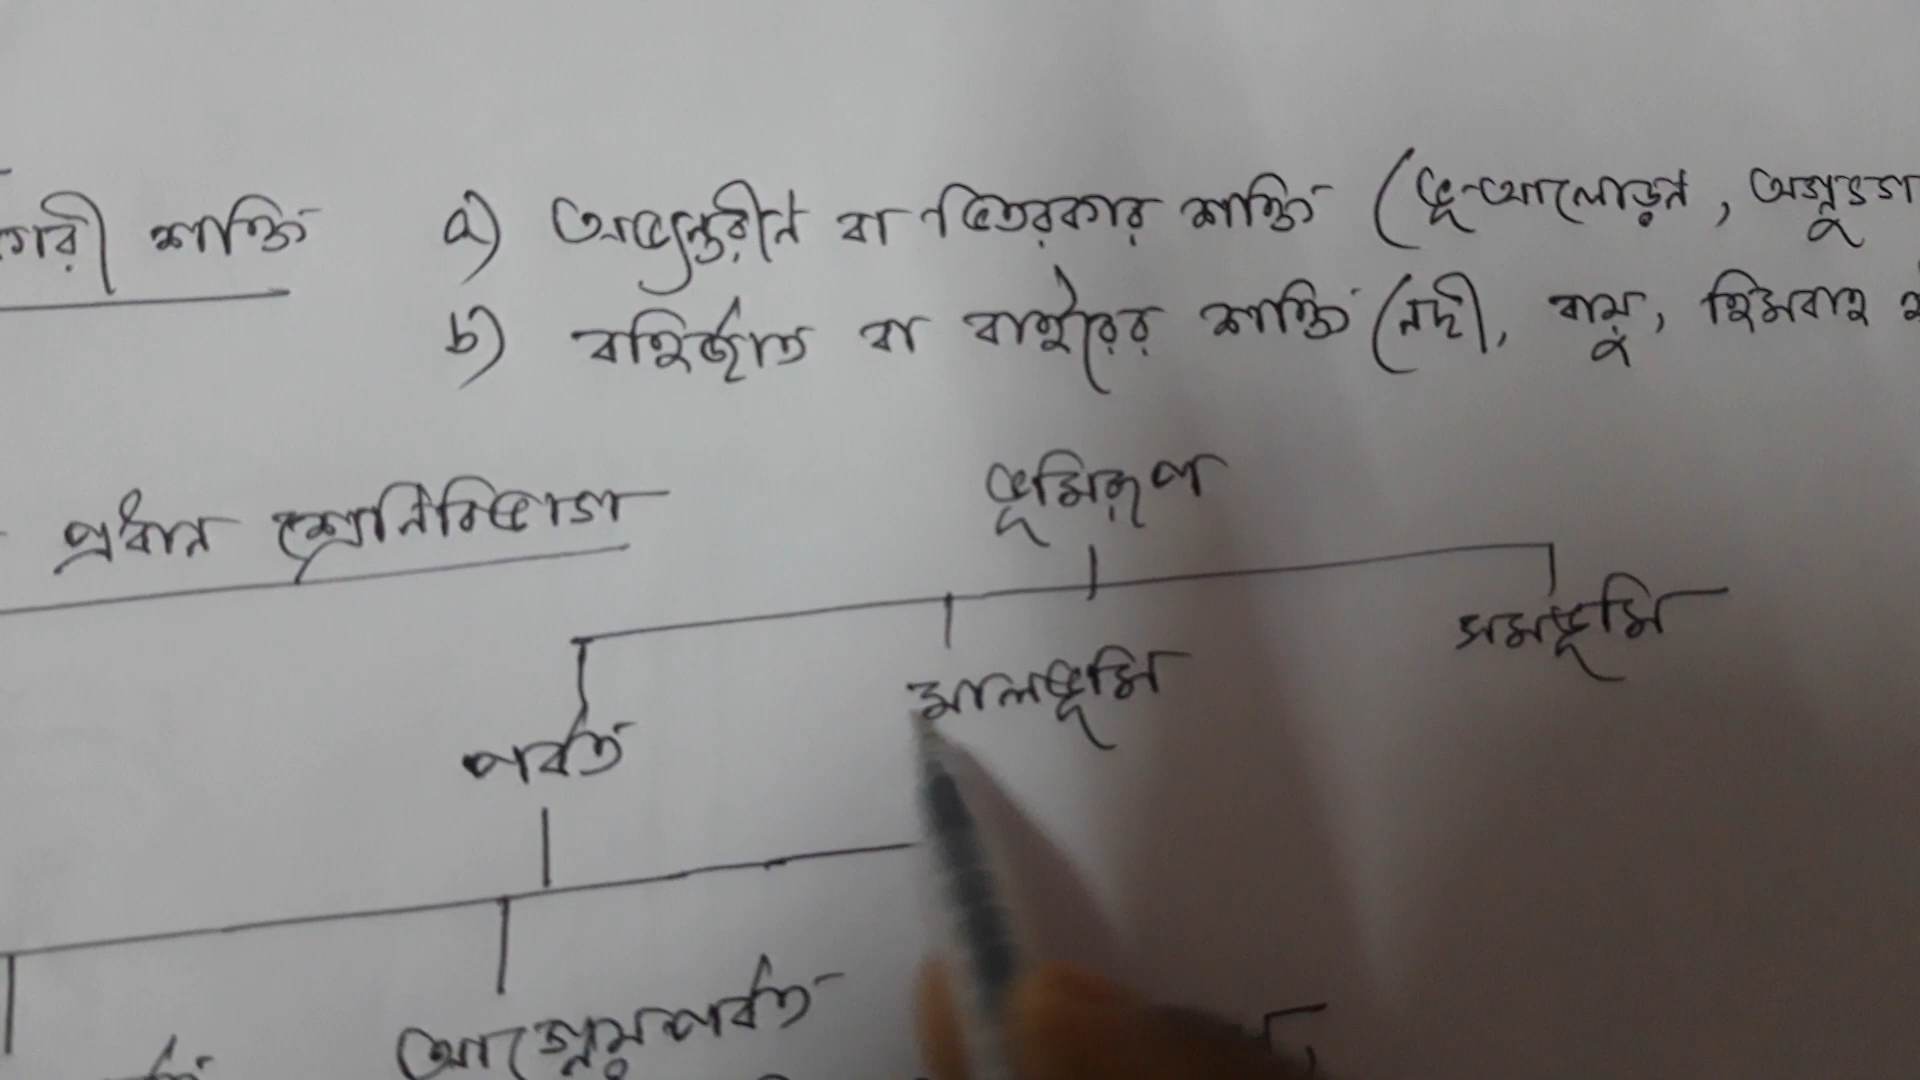 শক্তি a) অভ্যন্তরীন বা ভিতরকার শক্তি (ভূ-আলোড়ন,
b) বহির্জাত বা বাইরের শক্তি (নদী, বায়ু, হিমবাহ
প্রধান শ্রেনিবিভাগ
ভূমিরূপ
সমভূমি
মালভূমি
পর্বত
আগ্নেয়পর্বত